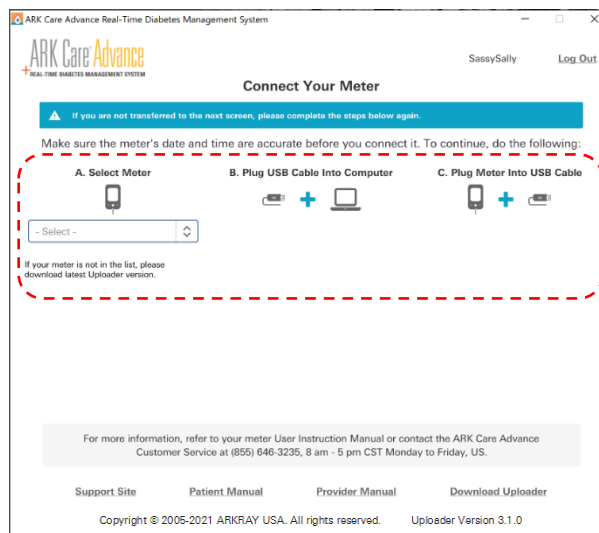 ARK Care Advance Real-Time Diabetes Management System
ARK Care Advance
REAL-TIME DIABETES MANAGEMENT SYSTEM
SassySally
Log Out
Connect Your Meter
If you are not transferred to the next screen, please complete the steps below again.
Make sure the meter's date and time are accurate before you connect it. To continue, do the following:
A. Select Meter
B. Plug USB Cable Into Computer
C. Plug Meter Into USB Cable
- Select -
If your meter is not in the list, please
download latest Uploader version.
For more information, refer to your meter User Instruction Manual or contact the ARK Care Advance
Customer Service at (855) 646-3235, 8 am - 5 pm CST Monday to Friday, US.
Support Site
Patient Manual
Provider Manual
Download Uploader
Copyright © 2005-2021 ARKRAY USA. All rights reserved.
Uploader Version 3.1.0